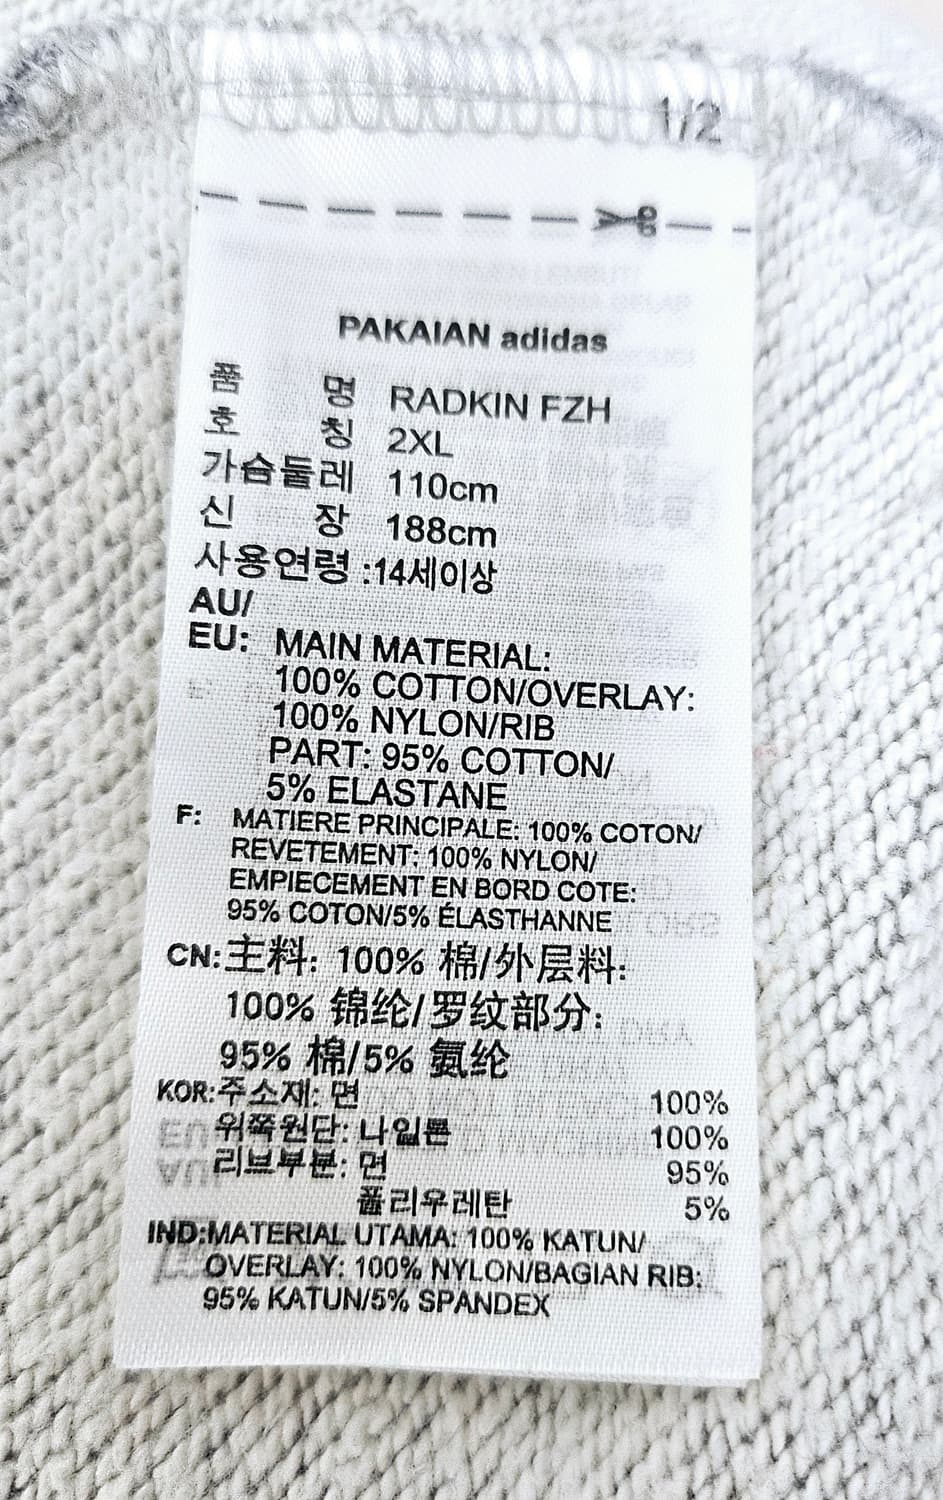 1/2
PAKAIAN adidas
품 명 RADKIN FZH
호 칭 2XL
가슴둘레 110cm
신 장 188cm
사용연령 :14세이상
AU/
EU: MAIN MATERIAL:
100% COTTON/OVERLAY:
100% NYLON/RIB
PART: 95% COTTON/
5% ELASTANE
F: MATIERE PRINCIPALE: 100% COTON/
REVETEMENT: 100% NYLON/
EMPIECEMENT EN BORD COTE:
95% COTON/5% ÉLASTHANNE
CN:主料: 100% 棉/外层料:
100% 锦纶/罗纹部分:
95% 棉/5% 氨纶
KOR:주소재: 면 100%
위쪽원단: 나일론 100%
리브부분: 면 95%
폴리우레탄 5%
IND:MATERIAL UTAMA: 100% KATUN/
OVERLAY: 100% NYLON/BAGIAN RIB:
95% KATUN/5% SPANDEX